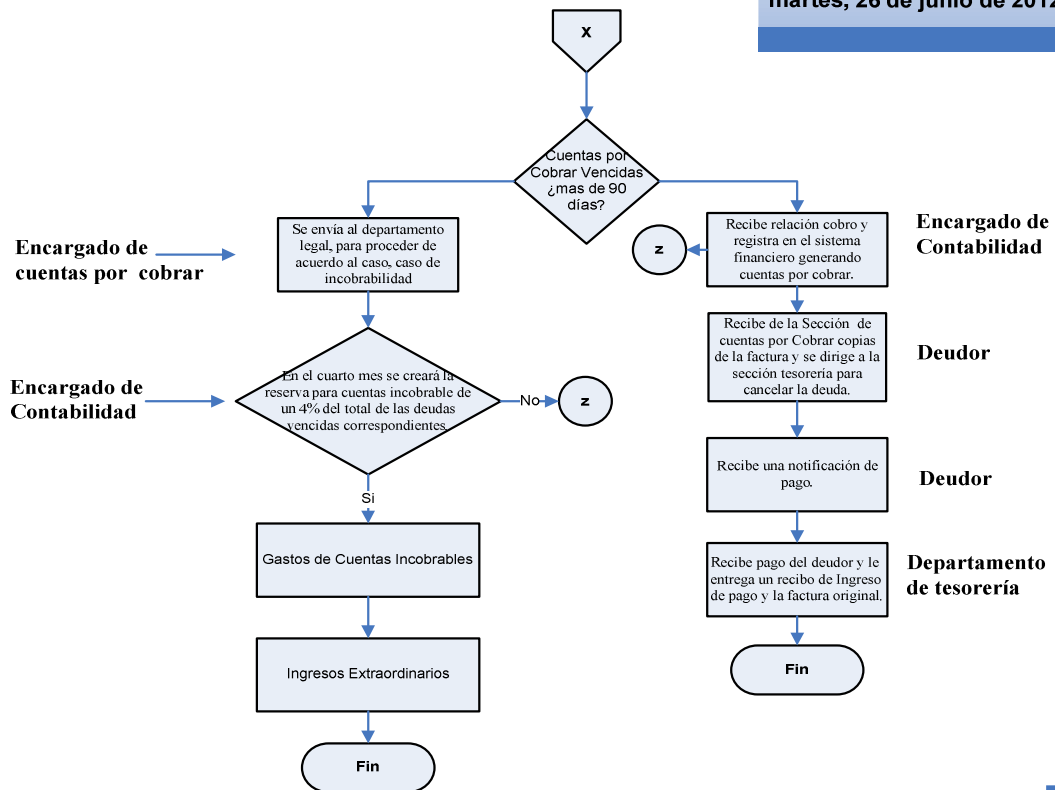 martes, 26 de junio de 2012
X
Cuentas por
Cobrar Vencidas
¿mas de 90
días?
Encargado de
cuentas por cobrar
Se envía al departamento
legal, para proceder de
acuerdo al caso, caso de
incobrabilidad
z
Recibe relación cobro y
registra en el sistema
financiero generando
cuentas por cobrar.
Encargado de
Contabilidad
Recibe de la Sección de
cuentas por Cobrar copias
de la factura y se dirige a la
sección tesorería para
cancelar la deuda.
Deudor
Encargado de
Contabilidad
En el cuarto mes se creará la
reserva para cuentas incobrable de
un 4% del total de las deudas
vencidas correspondientes
No
z
Si
Recibe una notificación de
pago.
Deudor
Gastos de Cuentas Incobrables
Recibe pago del deudor y le
entrega un recibo de Ingreso
de pago y la factura original.
Departamento
de tesorería
Ingresos Extraordinarios
Fin
Fin